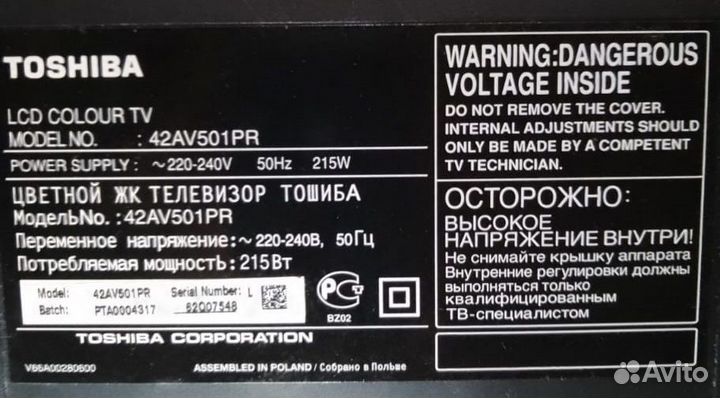 TOSHIBA
LCD COLOUR TV
MODEL NO. : 42AV501PR
POWER SUPPLY : ~220-240V 50Hz 215W
ЦВЕТНОЙ ЖК ТЕЛЕВИЗОР ТОШИБА
МодельNo. :42AV501PR
Переменное напряжение:~ 220-240В, 50Гц
Потребляемая мощность: 215Вт
Model: 42AV501PR Serial Number: L
Batch: PTA0004317 82Q07548
BZ02
TOSHIBA CORPORATION
V66A00280600 ASSEMBLED IN POLAND / Собрано в Польше
WARNING:DANGEROUS
VOLTAGE INSIDE
DO NOT REMOVE THE COVER.
INTERNAL ADJUSTMENTS SHOULD
ONLY BE MADE BY A COMPETENT
TV TECHNICIAN.
ОСТОРОЖНО:
ВЫСОКОЕ
НАПРЯЖЕНИЕ ВНУТРИ!
Не снимайте крышку аппарата
Внутренние регулировки должны
выполняться только
квалифицированным
ТВ-специалистом
Avito